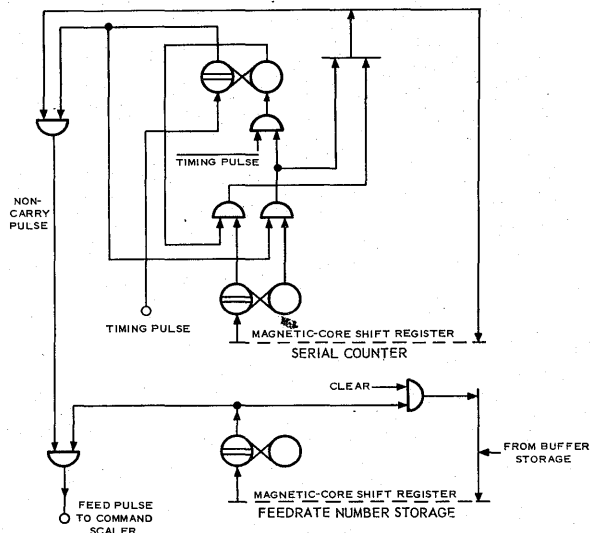 TIMING PULSE
NON-
CARRY
PULSE
TIMING PULSE
MAGNETIC-CORE SHIFT REGISTER
SERIAL COUNTER
CLEAR
FROM BUFFER
STORAGE
MAGNETIC-CORE SHIFT REGISTER
FEEDRATE NUMBER STORAGE
FEED PULSE
TO COMMAND
SCALER